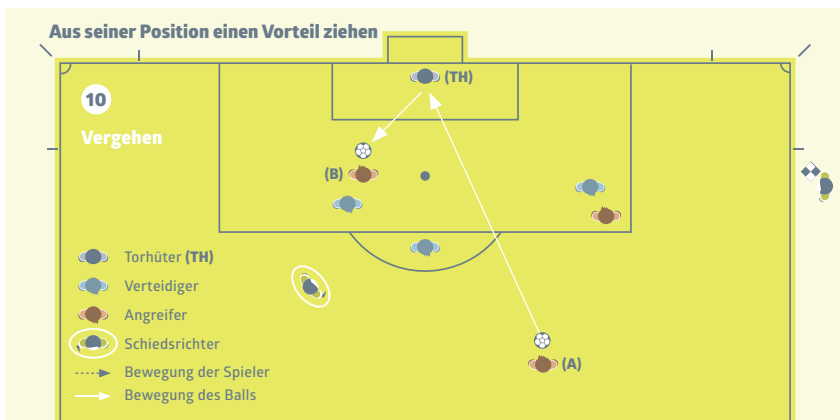 Aus seiner Position einen Vorteil ziehen
(TH)
10
Vergehen
(B)
Torhüter (TH)
Verteidiger
Angreifer
Schiedsrichter
(A)
Bewegung der Spieler
Bewegung des Balls